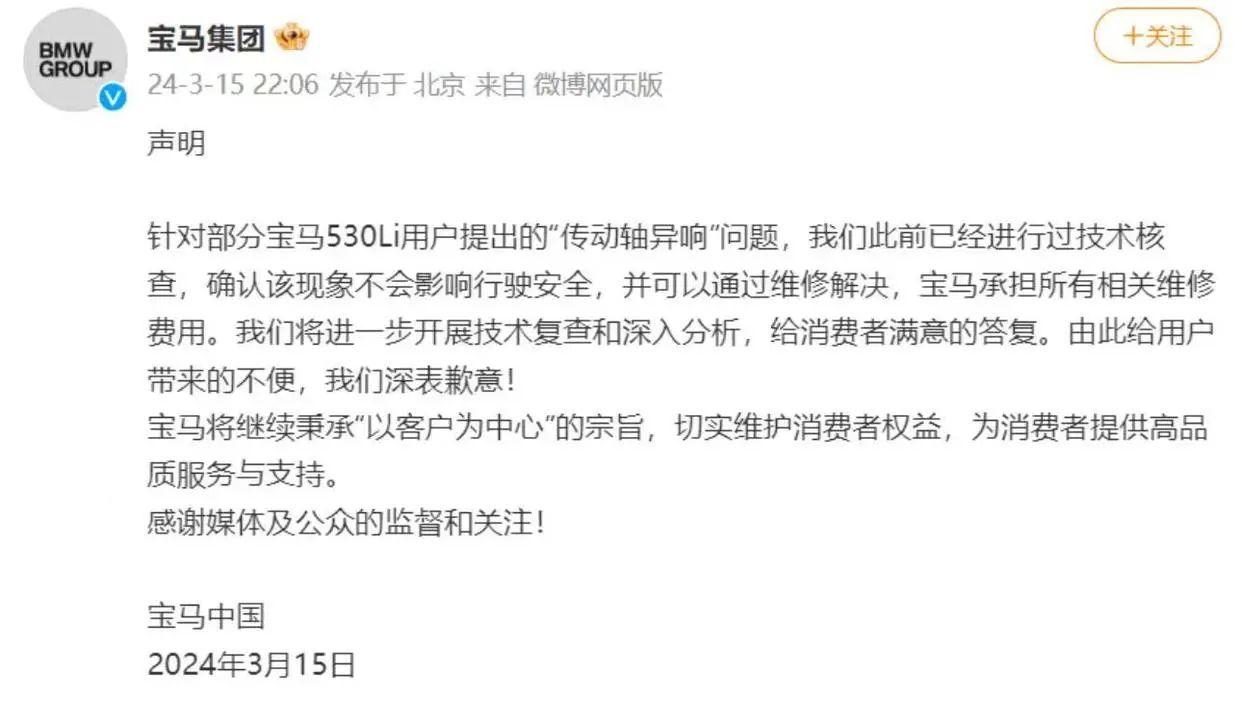 BMW
GROUP
宝马集团
+关注
24-3-15 22:06 发布于 北京 来自 微博网页版
声明
针对部分宝马530Li用户提出的“传动轴异响”问题，我们此前已经进行过技术核
查，确认该现象不会影响行驶安全，并可以通过维修解决，宝马承担所有相关维修
费用。我们将进一步开展技术复查和深入分析，给消费者满意的答复。由此给用户
带来的不便，我们深表歉意！
宝马将继续秉承“以客户为中心”的宗旨，切实维护消费者权益，为消费者提供高品
质服务与支持。
感谢媒体及公众的监督和关注！
宝马中国
2024年3月15日